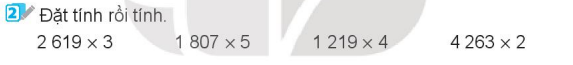 2 Đặt tính rồi tính.
2 619 × 3 1 807 × 5 1 219 × 4 4 263 × 2